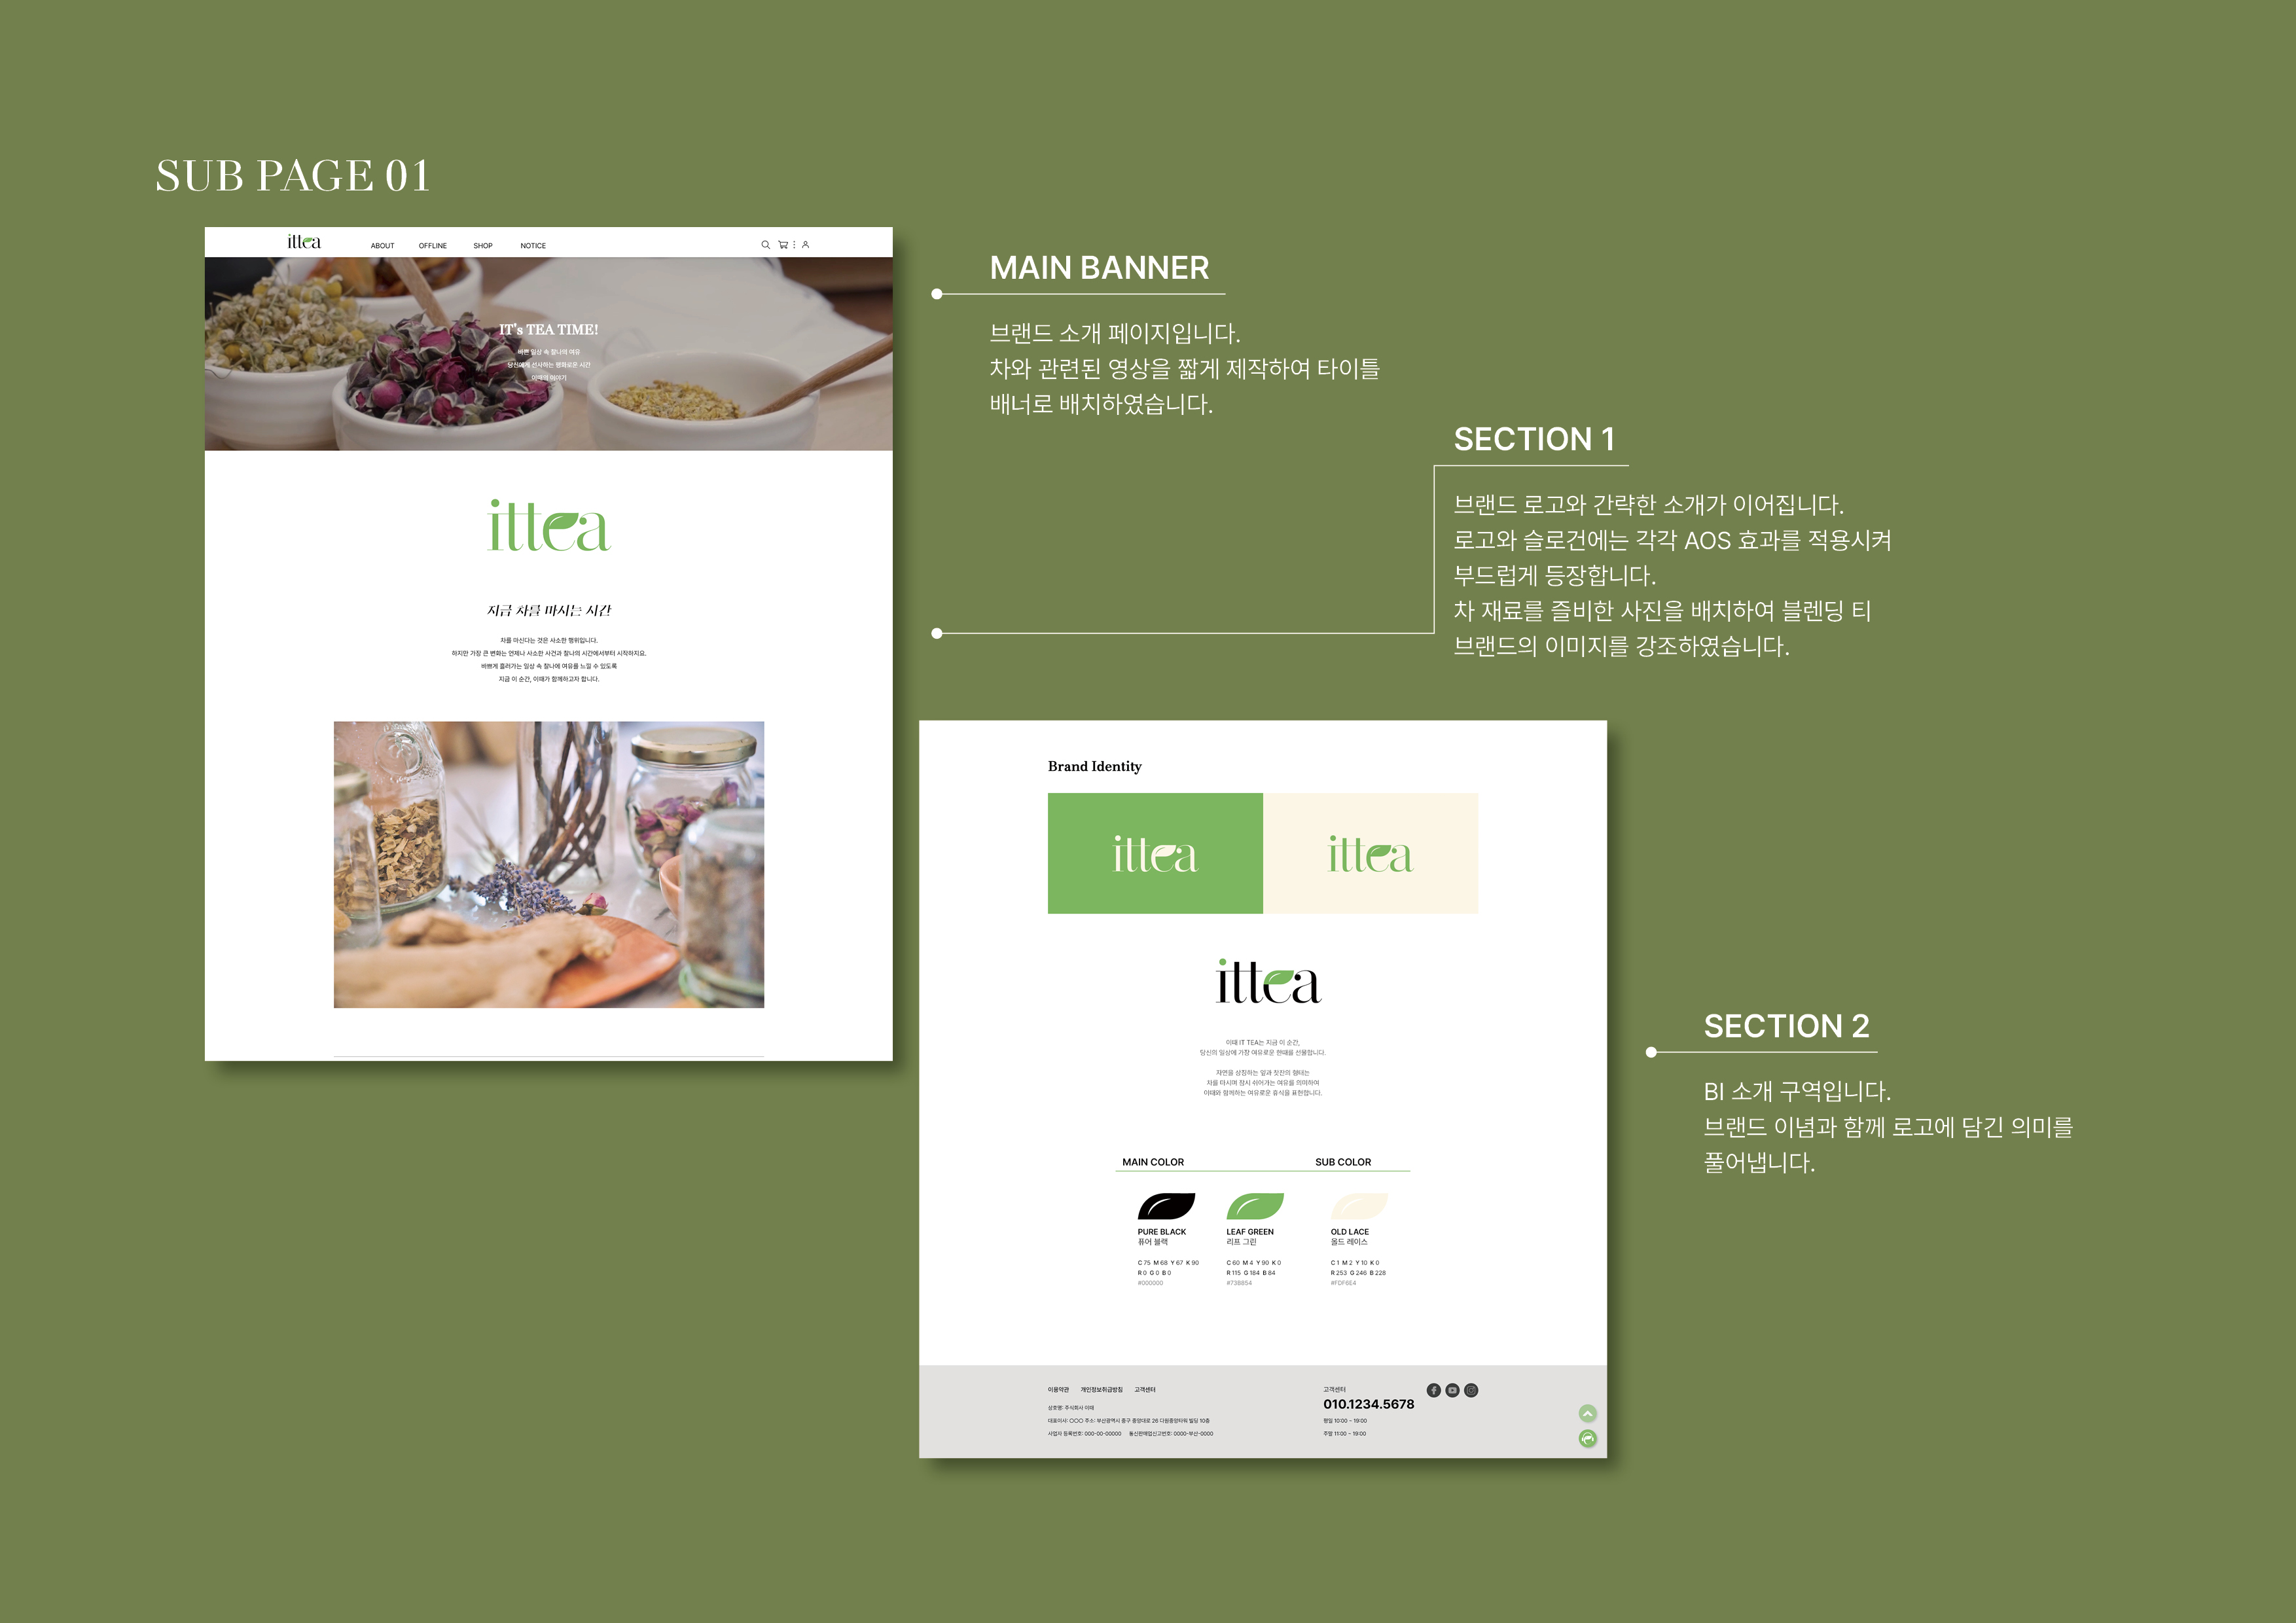 SUB PAGE 01
ittea
ABOUT OFFLINE SHOP NOTICE
IT's TEA TIME!
바쁜 일상 속 찰나의 여유
당신에게 선사하는 평화로운 시간
이때의 이야기
ittea
지금 차를 마시는 시간
차를 마신다는 것은 사소한 행위입니다.
하지만 가장 큰 변화는 언제나 사소한 사건과 찰나의 시간에서부터 시작하지요.
바쁘게 흘러가는 일상 속 찰나에 여유를 느낄 수 있도록
지금 이 순간, 이때가 함께하고자 합니다.
MAIN BANNER
브랜드 소개 페이지입니다.
차와 관련된 영상을 짧게 제작하여 타이틀
배너로 배치하였습니다.
SECTION 1
브랜드 로고와 간략한 소개가 이어집니다.
로고와 슬로건에는 각각 AOS 효과를 적용시켜
부드럽게 등장합니다.
차 재료를 즐비한 사진을 배치하여 블렌딩 티
브랜드의 이미지를 강조하였습니다.
Brand Identity
ittea
ittea
ittea
이때 IT TEA는 지금 이 순간,
당신의 일상에 가장 여유로운 현때를 선물합니다.
자연을 상징하는 잎과 찻잔의 형태는
차를 마시며 잠시 쉬어가는 여유를 의미하며
이때와 함께하는 여유로운 휴식을 표현합니다.
MAIN COLOR SUB COLOR
PURE BLACK LEAF GREEN OLD LACE
퓨어 블랙 리프 그린 올드 레이스
C 75 M 68 Y 67 K 90 C 60 M 4 Y 90 K 0 C 1 M 2 Y 10 K 0
R 0 G 0 B 0 R 115 G 184 B 84 R 253 G 246 B 228
#000000 #73B854 #FDF6E4
SECTION 2
BI 소개 구역입니다.
브랜드 이념과 함께 로고에 담긴 의미를
풀어냅니다.
이용약관 개인정보취급방침 고객센터
상호명: 주식회사 이때
대표이사: OOO 주소: 부산광역시 중구 중앙대로 26 다원중앙타워 빌딩 10층
사업자 등록번호: 000-00-00000 통신판매업신고번호: 0000-부산-0000
고객센터
010.1234.5678
평일 10:00 ~ 19:00
주말 11:00 ~ 19:00